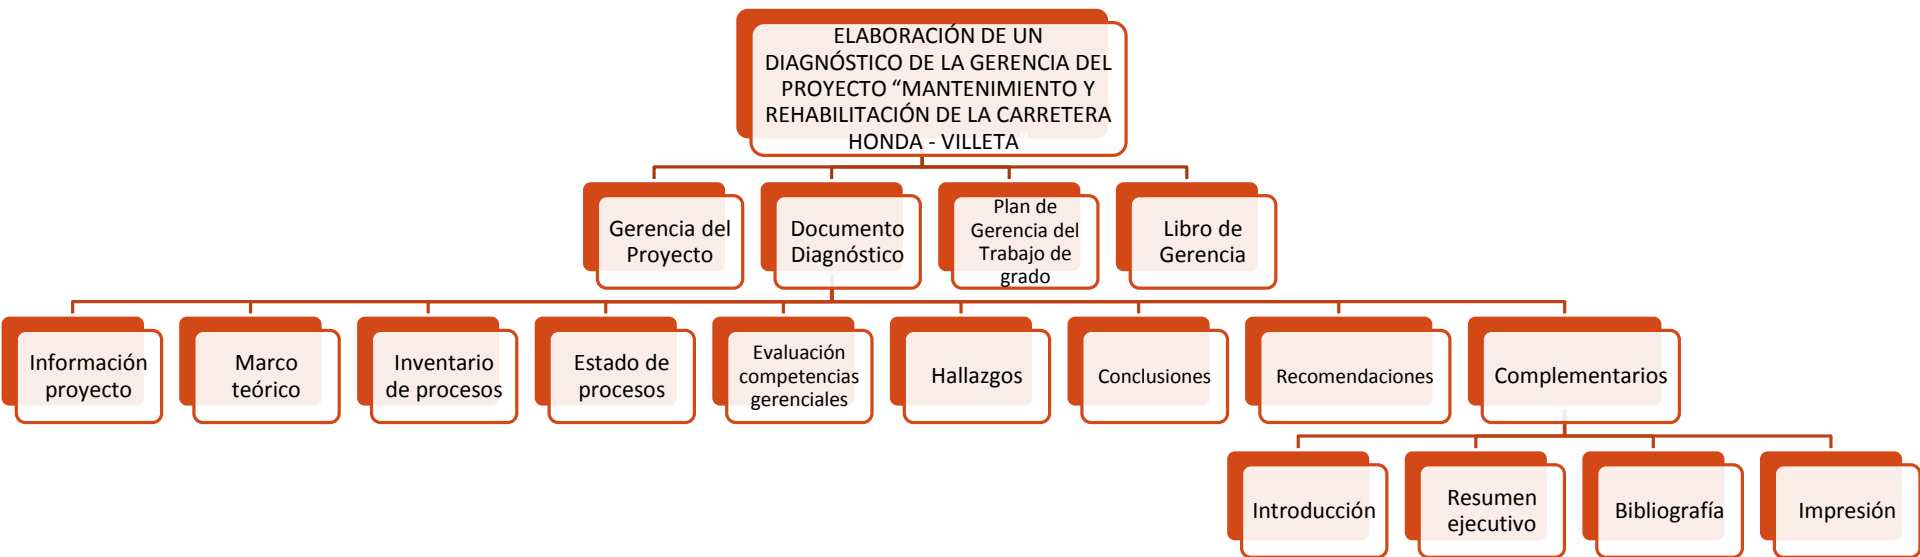 ELABORACIÓN DE UN
DIAGNÓSTICO DE LA GERENCIA DEL
PROYECTO “MANTENIMIENTO Y
REHABILITACIÓN DE LA CARRETERA
HONDA - VILLETA”
Gerencia del
Proyecto
Documento
Diagnóstico
Plan de
Gerencia del
Trabajo de
grado
Libro de
Gerencia
Información
proyecto
Marco
teórico
Inventario
de procesos
Estado de
procesos
Evaluación
competencias
gerenciales
Hallazgos
Conclusiones
Recomendaciones
Complementarios
Introducción
Resumen
ejecutivo
Bibliografía
Impresión